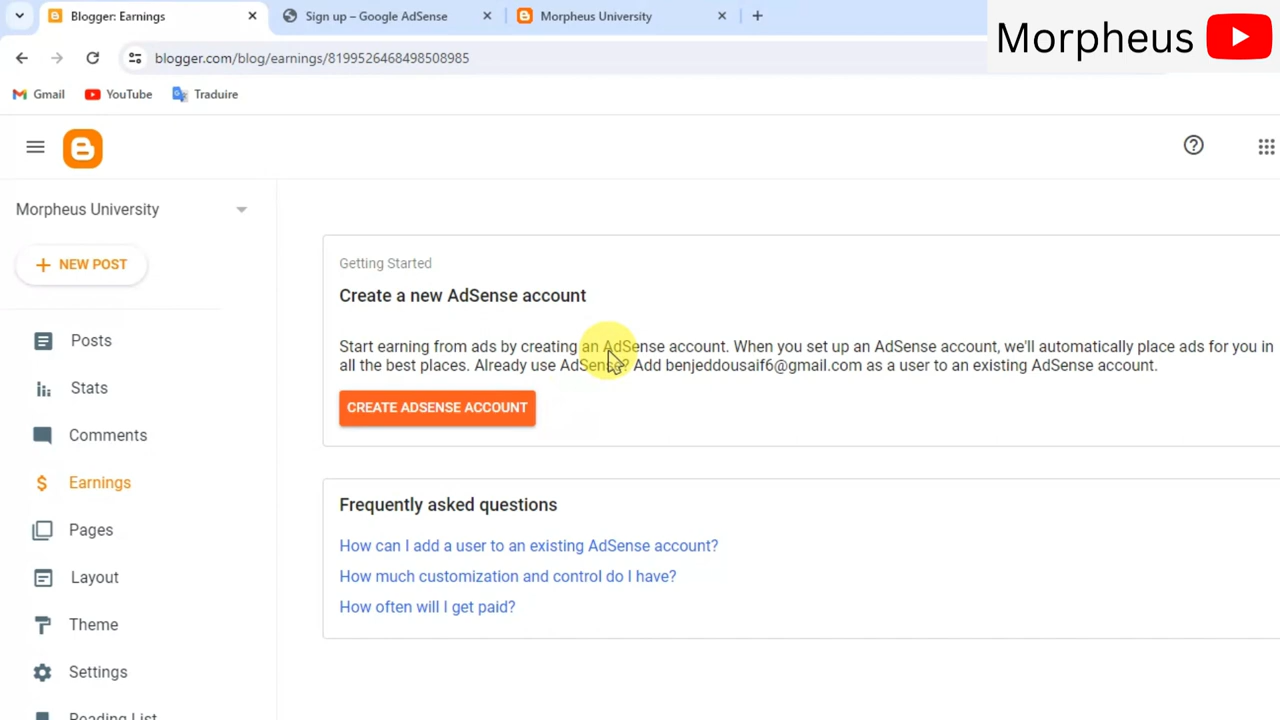 Blogger: Earnings
Sign up – Google AdSense
Morpheus University
Morpheus
blogger.com/blog/earnings/8199526468498508985
Gmail
YouTube
Traduire
Morpheus University
NEW POST
Posts
Stats
Comments
Earnings
Pages
Layout
Theme
Settings
Reading List
Getting Started
Create a new AdSense account
Start earning from ads by creating an AdSense account. When you set up an AdSense account, we'll automatically place ads for you in
all the best places. Already use AdSense? Add benjeddousaif6@gmail.com as a user to an existing AdSense account.
CREATE ADSENSE ACCOUNT
Frequently asked questions
How can I add a user to an existing AdSense account?
How much customization and control do I have?
How often will I get paid?